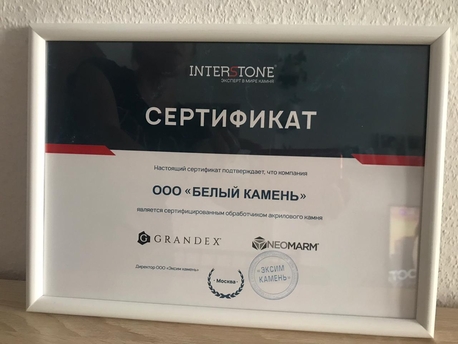 INTERSTONE
ЭКСПЕРТ В МИРЕ КАМНЯ
СЕРТИФИКАТ
Настоящий сертификат подтверждает, что компания
ООО «БЕЛЫЙ КАМЕНЬ»
является сертифицированным обработчиком акрилового камня
GRANDEX
NEOMARM
Директор ООО «Эксим камень»
· Москва ·
«ЭКСИМ
КАМЕНЬ»